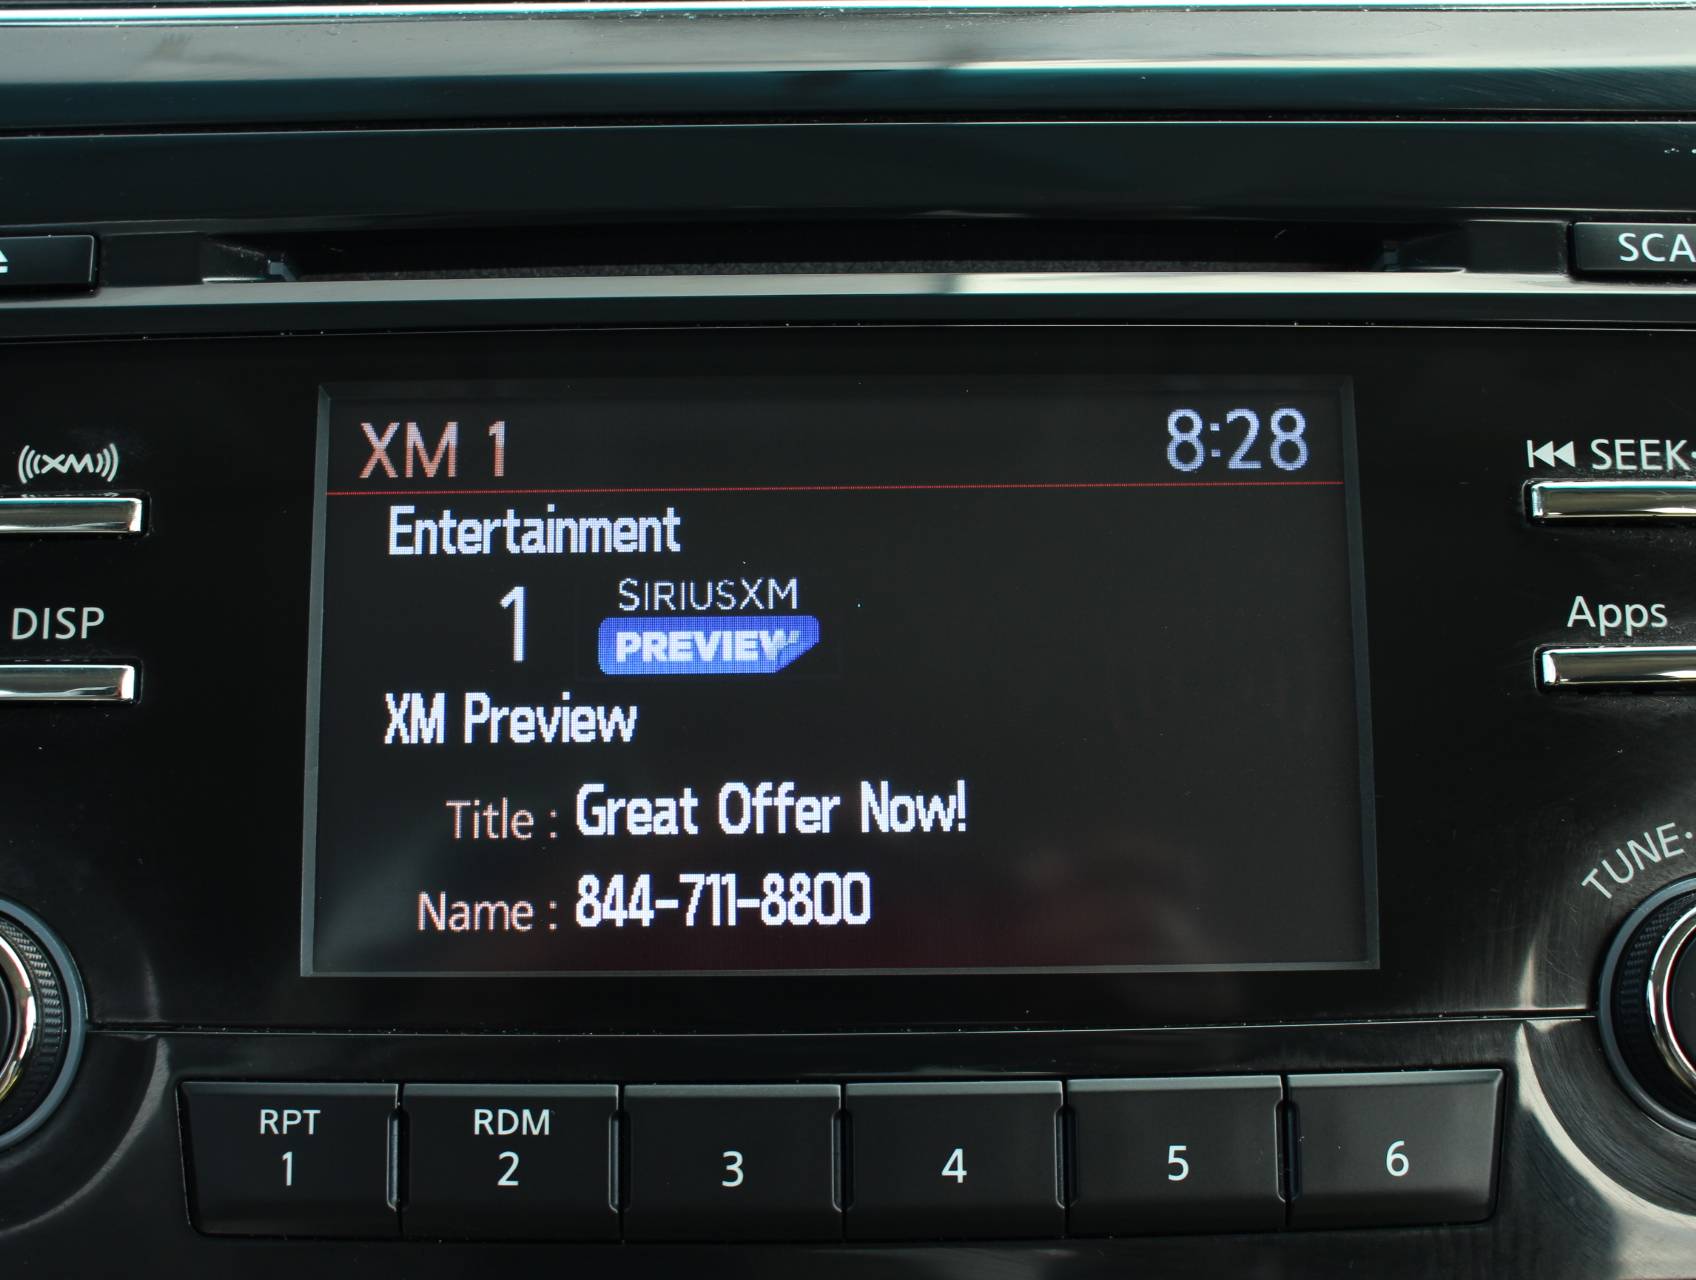 SCA
XM 1 8:28
((XM))
SEEK
Entertainment
1 SIRIUSXM
PREVIEW
DISP
Apps
XM Preview
Title : Great Offer Now!
TUNE
Name : 844-711-8800
RPT RDM
1 2 3 4 5 6